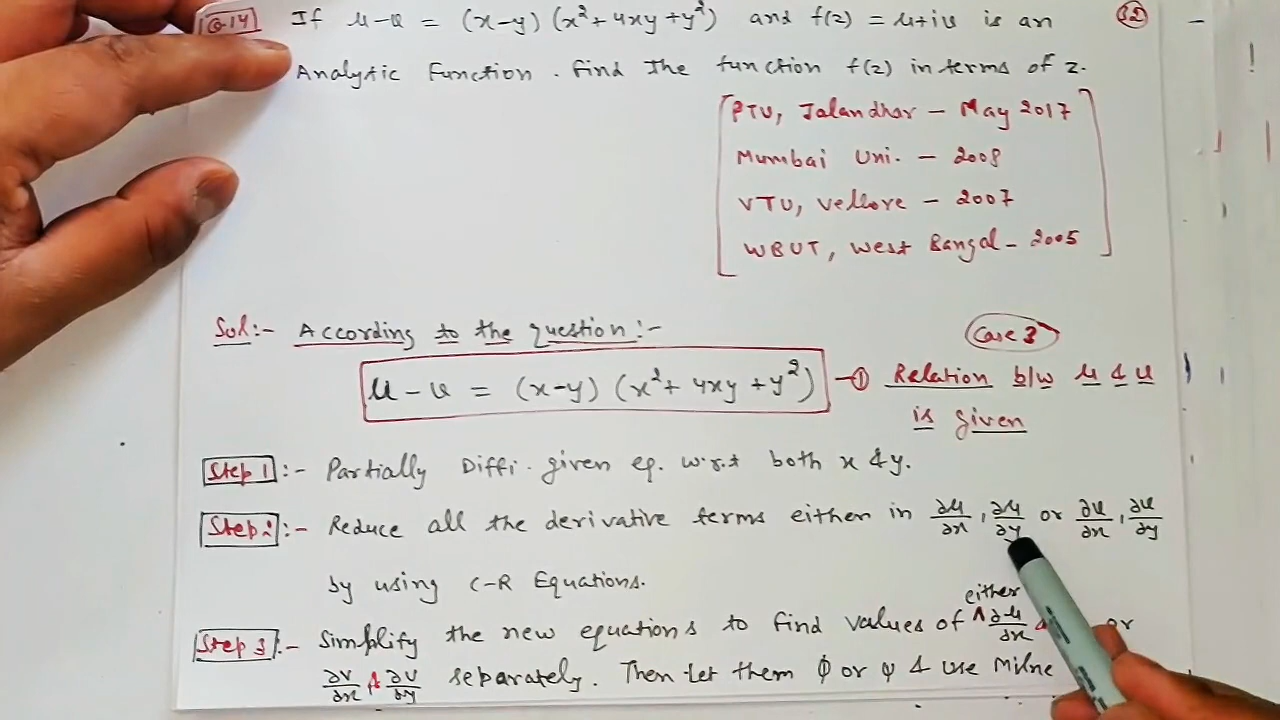 Q.14 If u-v = (x-y) (x²+4xy+y²) and f(z) = u+iv is an
32
Analytic Function. find The function f(z) in terms of z.
[PTU, Jalandhar - May 2017
Mumbai Uni. - 2008
VTU, Vellore - 2007
WBUT, West Bangal - 2005]
Sol:- According to the question:-
Case 3
u-v = (x-y) (x²+4xy+y²) -① Relation b/w u & v
is given
Step 1:- Partially Diffi. given eq. w.r.t both x & y.
Step 2:- Reduce all the derivative terms either in ∂u/∂x, ∂u/∂y or ∂v/∂x, ∂v/∂y
by using C-R Equations.
either
Step 3:- Simplify the new equations to find values of ∧ ∂u/∂x or
∂v/∂x & ∂v/∂y separately. Then let them φ or ψ & use Milne